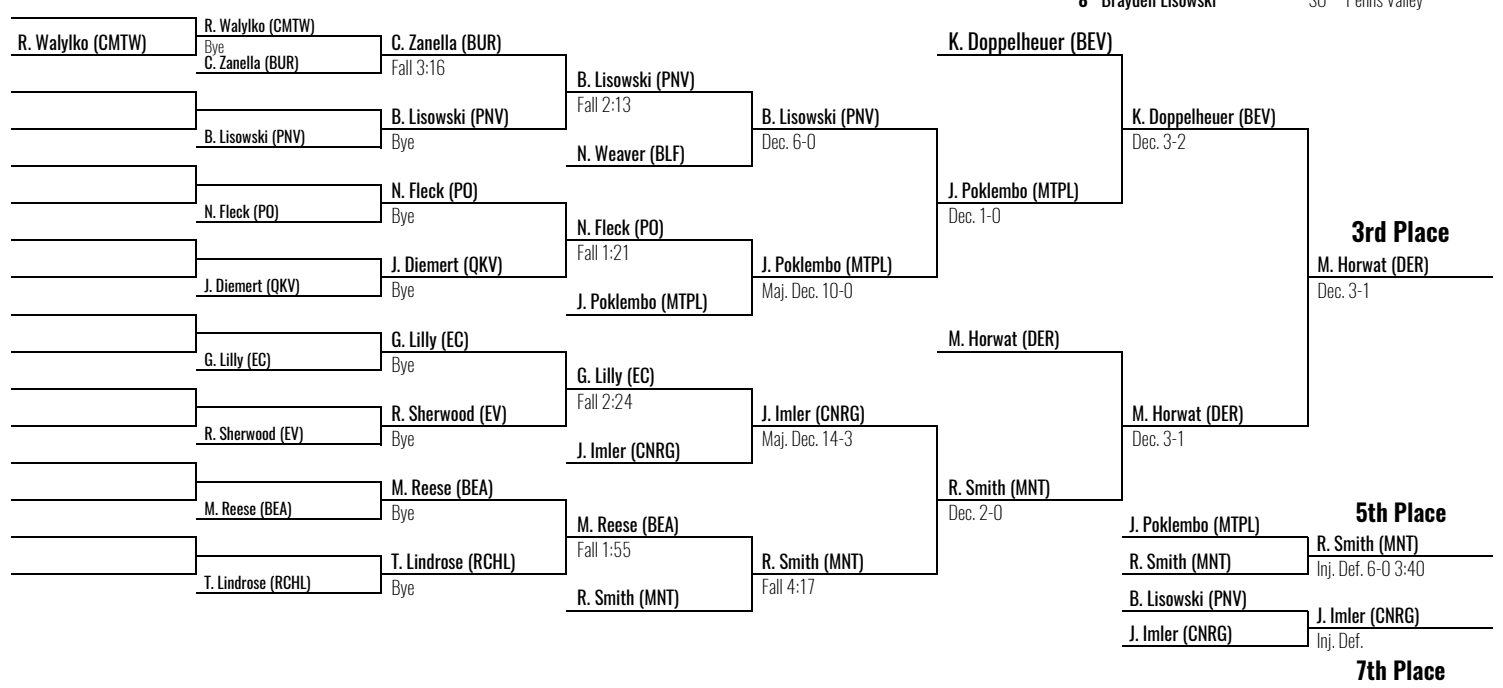 8 Brayden Lisowski SO Penns Valley
R. Walylko (CMTW)
R. Walylko (CMTW)
Bye
C. Zanella (BUR)
B. Lisowski (PNV)
N. Fleck (PO)
J. Diemert (QKV)
G. Lilly (EC)
R. Sherwood (EV)
M. Reese (BEA)
T. Lindrose (RCHL)
C. Zanella (BUR)
Fall 3:16
B. Lisowski (PNV)
Bye
N. Fleck (PO)
Bye
J. Diemert (QKV)
Bye
G. Lilly (EC)
Bye
R. Sherwood (EV)
Bye
M. Reese (BEA)
Bye
T. Lindrose (RCHL)
Bye
B. Lisowski (PNV)
Fall 2:13
N. Weaver (BLF)
N. Fleck (PO)
Fall 1:21
J. Poklembo (MTPL)
G. Lilly (EC)
Fall 2:24
J. Imler (CNRG)
M. Reese (BEA)
Fall 1:55
R. Smith (MNT)
B. Lisowski (PNV)
Dec. 6-0
J. Poklembo (MTPL)
Maj. Dec. 10-0
J. Imler (CNRG)
Maj. Dec. 14-3
R. Smith (MNT)
Fall 4:17
K. Doppelheuer (BEV)
J. Poklembo (MTPL)
Dec. 1-0
M. Horwat (DER)
R. Smith (MNT)
Dec. 2-0
K. Doppelheuer (BEV)
Dec. 3-2
M. Horwat (DER)
Dec. 3-1
3rd Place
M. Horwat (DER)
Dec. 3-1
5th Place
J. Poklembo (MTPL)
R. Smith (MNT)
R. Smith (MNT)
Inj. Def. 6-0 3:40
B. Lisowski (PNV)
J. Imler (CNRG)
J. Imler (CNRG)
Inj. Def.
7th Place